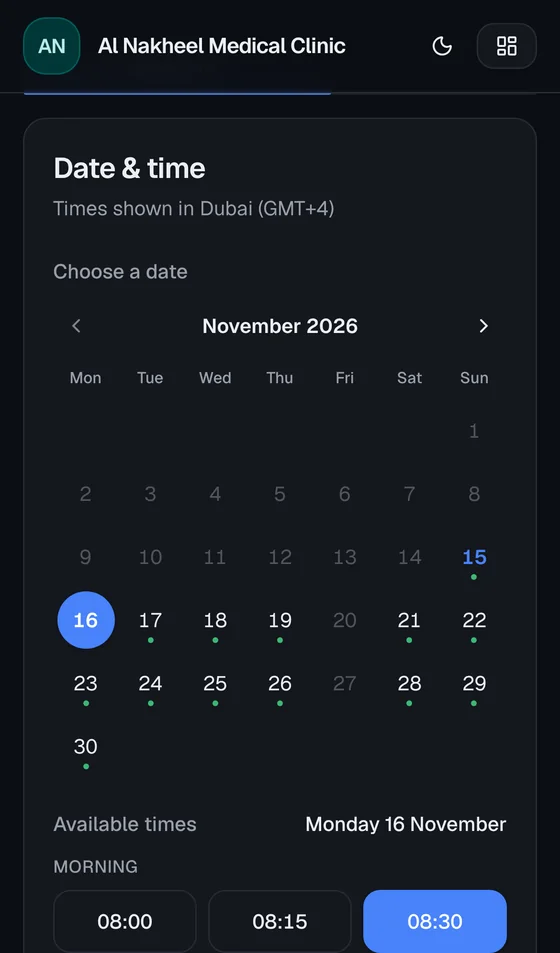 AN Al Nakheel Medical Clinic
Date & time
Times shown in Dubai (GMT+4)
Choose a date
November 2026
Mon Tue Wed Thu Fri Sat Sun
1
2 3 4 5 6 7 8
9 10 11 12 13 14 15
16 17 18 19 20 21 22
23 24 25 26 27 28 29
30
Available times Monday 16 November
MORNING
08:00 08:15 08:30